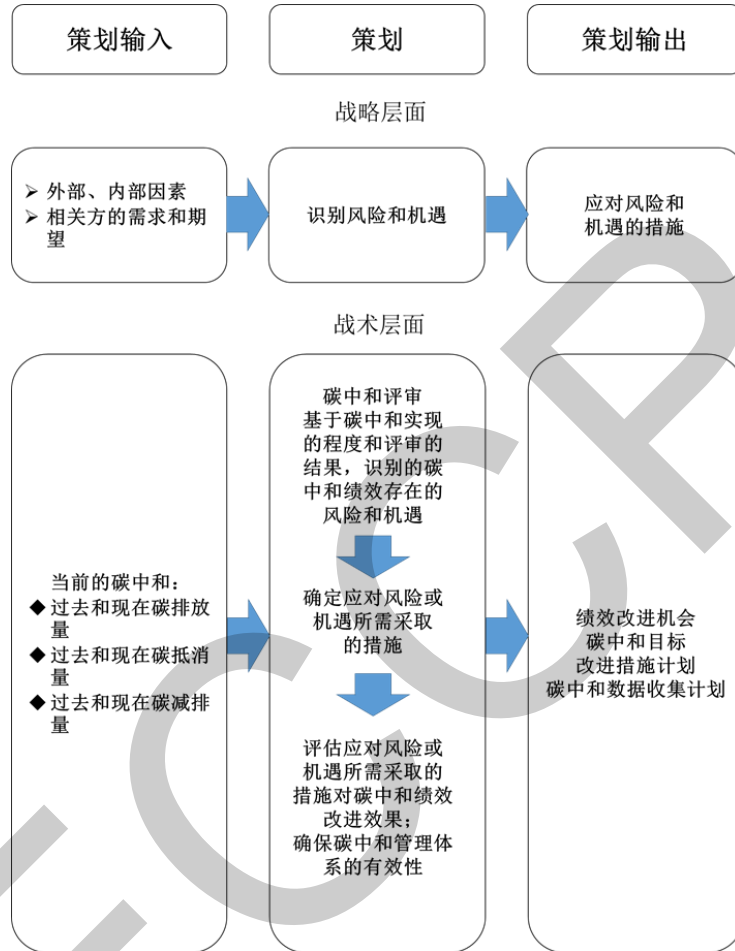 策划输入
策划
策划输出
战略层面
➢ 外部、内部因素
➢ 相关方的需求和期
望
识别风险和机遇
应对风险和
机遇的措施
战术层面
当前的碳中和：
◆ 过去和现在碳排放
量
◆ 过去和现在碳抵消
量
◆ 过去和现在碳减排
量
碳中和评审
基于碳中和实现
的程度和评审的
结果，识别的碳
中和绩效存在的
风险和机遇
确定应对风险或
机遇所需采取
的措施
评估应对风险或
机遇所需采取的
措施对碳中和绩效
改进效果；
确保碳中和管理体
系的有效性
绩效改进机会
碳中和目标
改进措施计划
碳中和数据收集计划